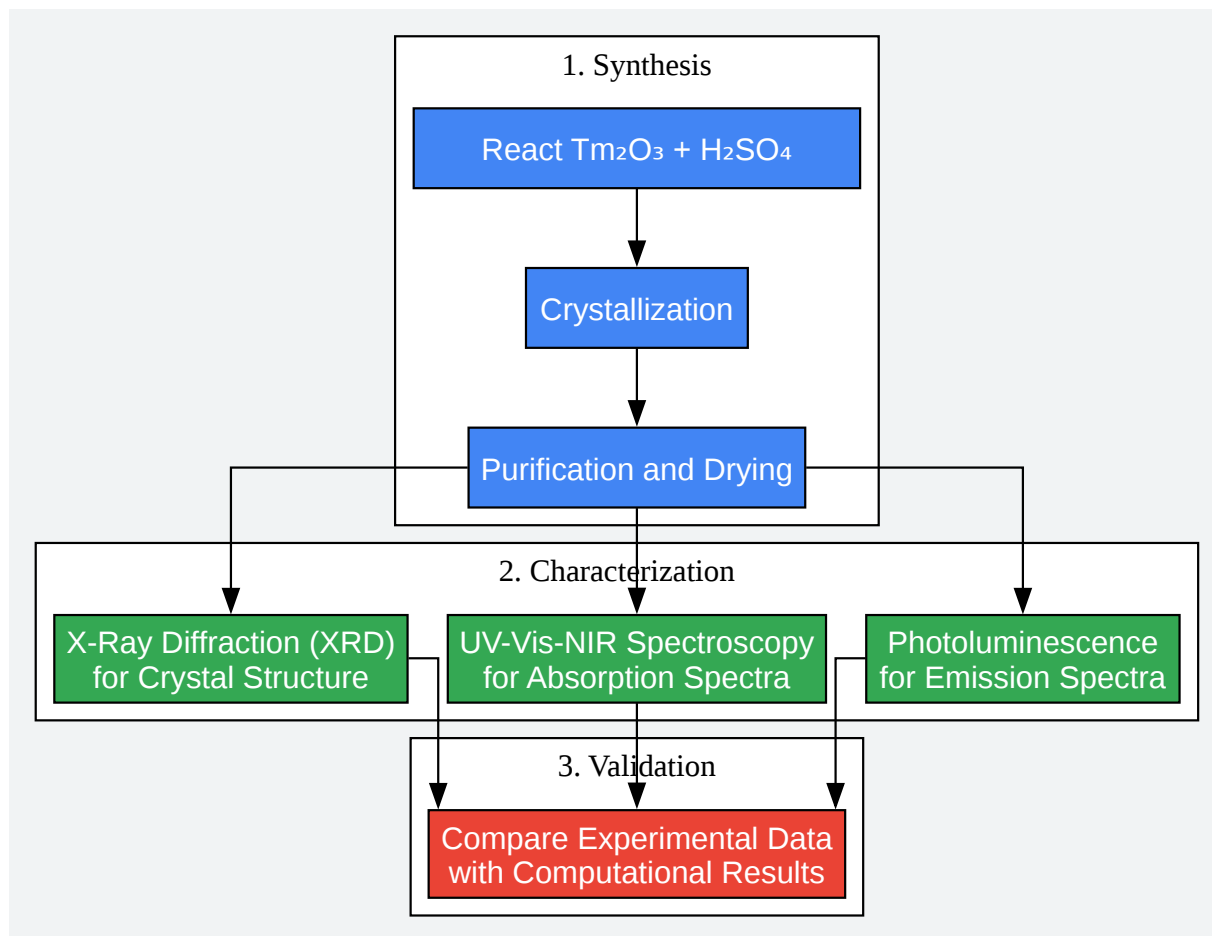 1. Synthesis
React Tm₂O₃ + H₂SO₄
Crystallization
Purification and Drying
2. Characterization
X-Ray Diffraction (XRD)
for Crystal Structure
UV-Vis-NIR Spectroscopy
for Absorption Spectra
Photoluminescence
for Emission Spectra
3. Validation
Compare Experimental Data
with Computational Results